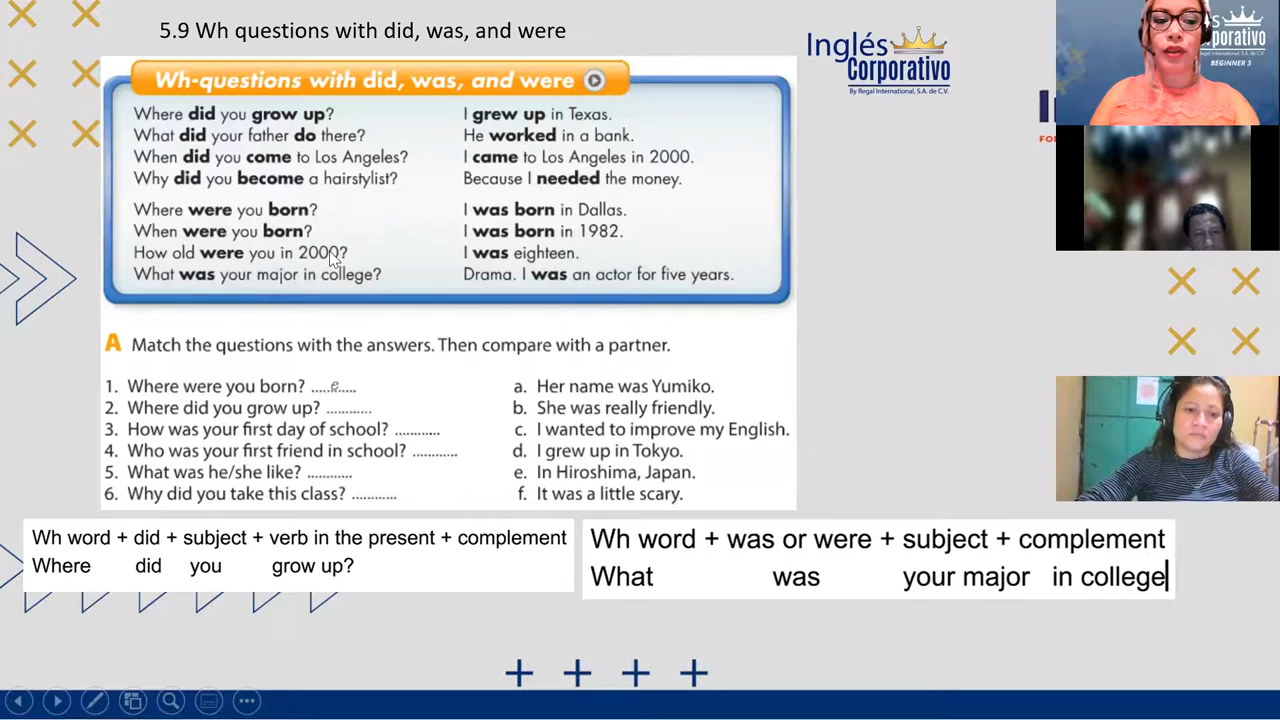 5.9 Wh questions with did, was, and were
Inglés
Corporativo
By Regal International, S.A. de C.V.
Wh-questions with did, was, and were
Where did you grow up? I grew up in Texas.
What did your father do there? He worked in a bank.
When did you come to Los Angeles? I came to Los Angeles in 2000.
Why did you become a hairstylist? Because I needed the money.
Where were you born? I was born in Dallas.
When were you born? I was born in 1982.
How old were you in 2000? I was eighteen.
What was your major in college? Drama. I was an actor for five years.
A Match the questions with the answers. Then compare with a partner.
1. Where were you born? .....e..... a. Her name was Yumiko.
2. Where did you grow up? ............ b. She was really friendly.
3. How was your first day of school? ............ c. I wanted to improve my English.
4. Who was your first friend in school? ............ d. I grew up in Tokyo.
5. What was he/she like? ............ e. In Hiroshima, Japan.
6. Why did you take this class? ............ f. It was a little scary.
Wh word + did + subject + verb in the present + complement
Where did you grow up?
Wh word + was or were + subject + complement
What was your major in college
BEGINNER 3